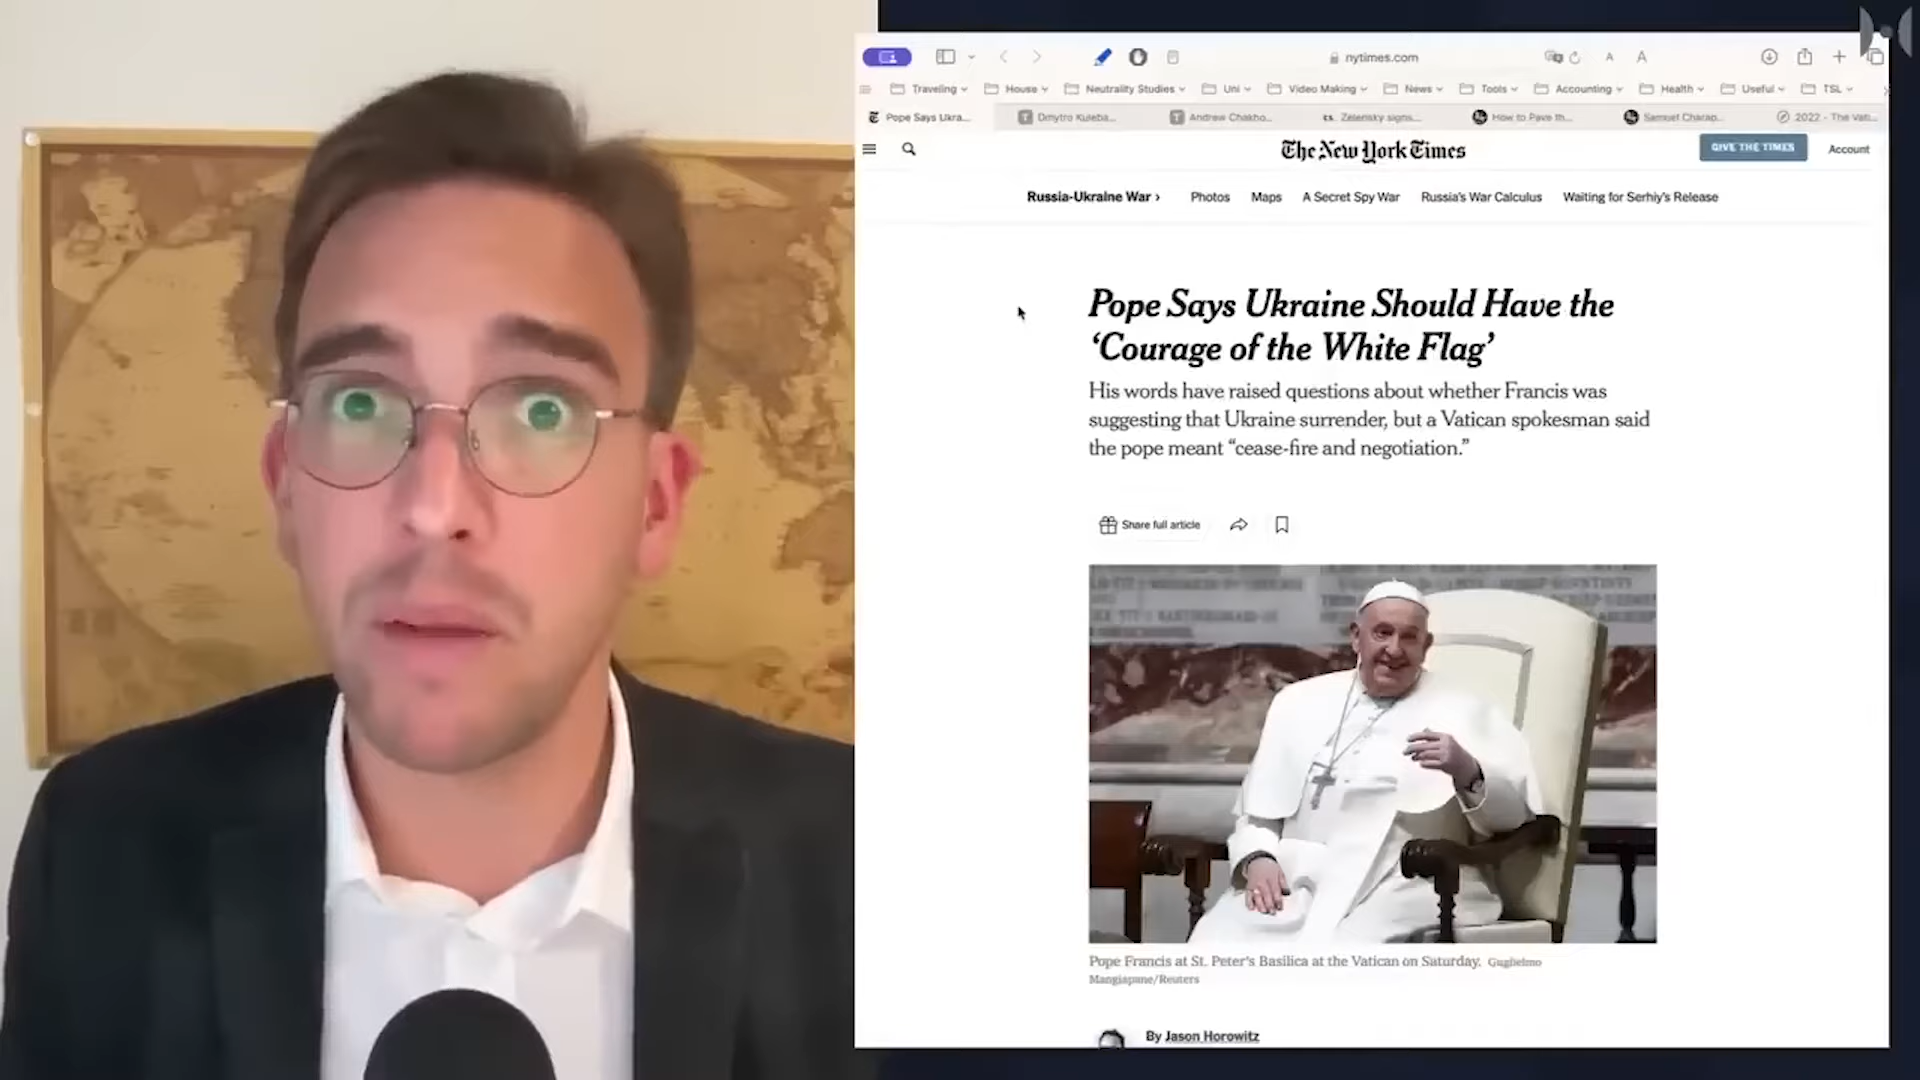 nytimes.com
A
A
Traveling
House
Neutrality Studies
Uni
Video Making
News
Tools
Accounting
Health
Useful
TSL
Pope Says Ukra...
Dmytro Kuleba...
Andrew Chakho...
Zelensky signs...
How to Pave th...
Samuel Charap...
2022 - The Vati...
The New York Times
GIVE THE TIMES
Account
Russia-Ukraine War ›
Photos
Maps
A Secret Spy War
Russia's War Calculus
Waiting for Serhiy's Release
Pope Says Ukraine Should Have the
‘Courage of the White Flag’
His words have raised questions about whether Francis was
suggesting that Ukraine surrender, but a Vatican spokesman said
the pope meant “cease-fire and negotiation.”
Share full article
Pope Francis at St. Peter's Basilica at the Vatican on Saturday. Guglielmo
Mangiapane/Reuters
By Jason Horowitz